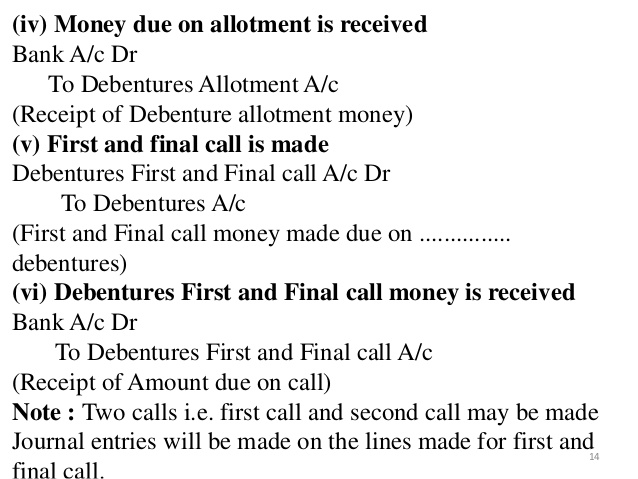 (iv) Money due on allotment is received
Bank A/c Dr
To Debentures Allotment A/c
(Receipt of Debenture allotment money)
(v) First and final call is made
Debentures First and Final call A/c Dr
To Debentures A/c
(First and Final call money made due on ...............
debentures)
(vi) Debentures First and Final call money is received
Bank A/c Dr
To Debentures First and Final call A/c
(Receipt of Amount due on call)
Note : Two calls i.e. first call and second call may be made
Journal entries will be made on the lines made for first and
final call.
14